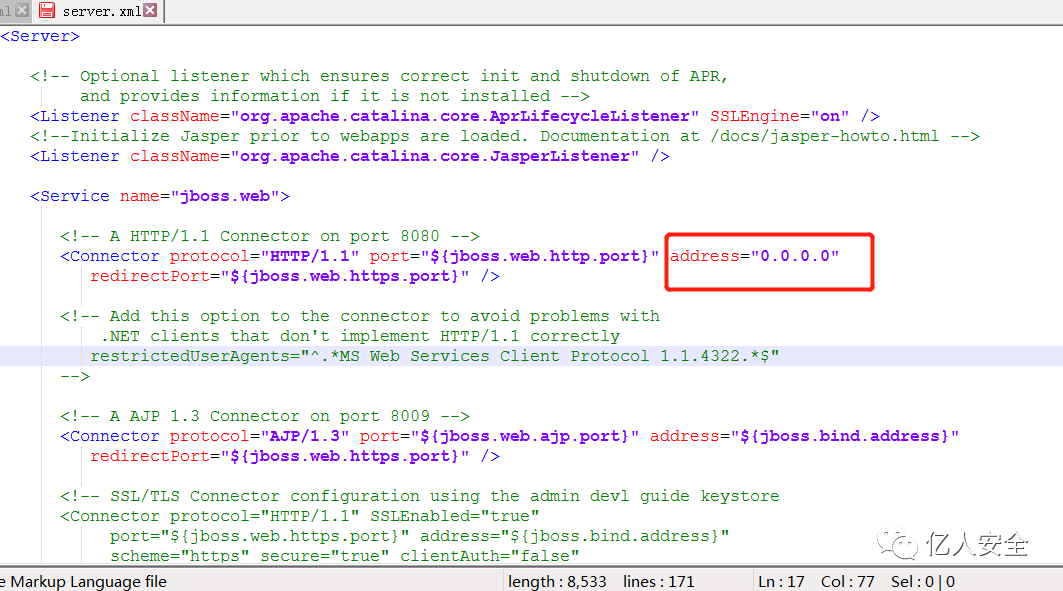 ml
server.xml
<Server>
<!-- Optional listener which ensures correct init and shutdown of APR,
and provides information if it is not installed -->
<Listener className="org.apache.catalina.core.AprLifecycleListener" SSLEngine="on" />
<!--Initialize Jasper prior to webapps are loaded. Documentation at /docs/jasper-howto.html -->
<Listener className="org.apache.catalina.core.JasperListener" />
<Service name="jboss.web">
<!-- A HTTP/1.1 Connector on port 8080 -->
<Connector protocol="HTTP/1.1" port="${jboss.web.http.port}" address="0.0.0.0"
redirectPort="${jboss.web.https.port}" />
<!-- Add this option to the connector to avoid problems with
.NET clients that don't implement HTTP/1.1 correctly
restrictedUserAgents="^.*MS Web Services Client Protocol 1.1.4322.*$"
-->
<!-- A AJP 1.3 Connector on port 8009 -->
<Connector protocol="AJP/1.3" port="${jboss.web.ajp.port}" address="${jboss.bind.address}"
redirectPort="${jboss.web.https.port}" />
<!-- SSL/TLS Connector configuration using the admin devl guide keystore
<Connector protocol="HTTP/1.1" SSLEnabled="true"
port="${jboss.web.https.port}" address="${jboss.bind.address}"
scheme="https" secure="true" clientAuth="false"
亿人安全
e Markup Language file length : 8,533 lines : 171 Ln : 17 Col : 77 Sel : 0 | 0